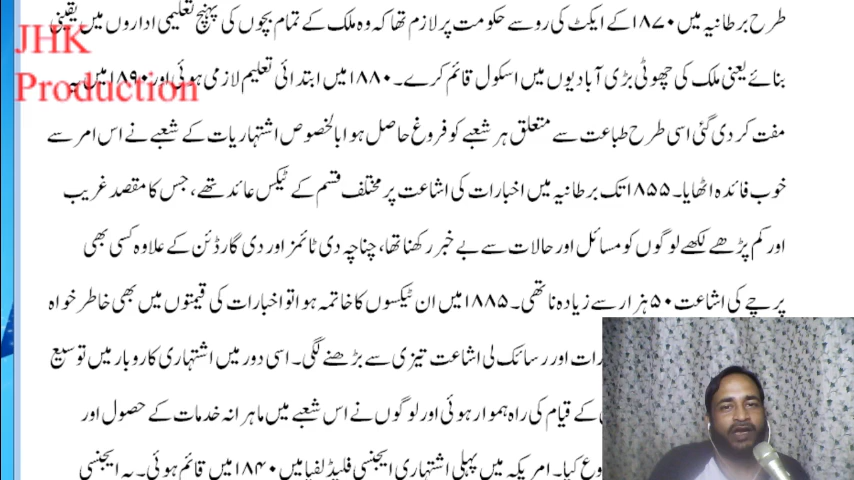 JHK
Production
طرح برطانیہ میں ۱۸۷۰ کے ایکٹ کی رو سے حکومت پر لازم تھا کہ وہ ملک کے تمام بچوں کی پہنچ تعلیمی اداروں میں یقینی
بنائے یعنی ملک کی چھوٹی بڑی آبادیوں میں اسکول قائم کرے۔ ۱۸۸۰ میں ابتدائی تعلیم لازمی ہوئی اور ۱۸۹۰ میں یہ
مفت کر دی گئی اسی طرح طباعت سے متعلق ہر شعبے کو فروغ حاصل ہوا بالخصوص اشتہاریات کے شعبے نے اس امر سے
خوب فائدہ اٹھایا۔ ۱۸۵۵ تک برطانیہ میں اخبارات کی اشاعت پر مختلف قسم کے ٹیکس عائد تھے، جس کا مقصد غریب
اور کم پڑھے لکھے لوگوں کو مسائل اور حالات سے بے خبر رکھنا تھا، چناچہ دی ٹائمز اور دی گارڈئن کے علاوہ کسی بھی
پرچے کی اشاعت ۵۰ ہزار سے زیادہ نا تھی۔ ۱۸۸۵ میں ان ٹیکسوں کا خاتمہ ہوا تو اخبارات کی قیمتوں میں بھی خاطر خواہ
اور رسائک لی اشاعت تیزی سے بڑھنے لگی۔ اسی دور میں اشتہاری کاروبار میں توسیع
کے قیام کی راہ ہموار ہوئی اور لوگوں نے اس شعبے میں ماہرانہ خدمات کے حصول اور
کیا۔ امریکہ میں پہلی اشتہاری ایجنسی فلیڈلفیا میں ۱۸۴۰ میں قائم ہوئی۔ یہ ایجنسی